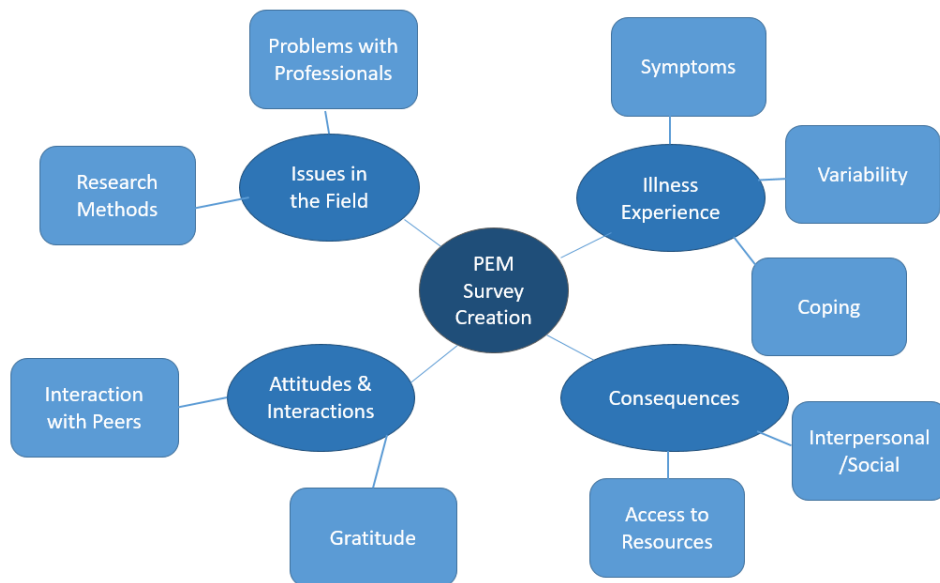 Problems with
Professionals
Symptoms
Research
Methods
Issues in
the Field
Illness
Experience
Variability
PEM
Survey
Creation
Coping
Interaction
with Peers
Attitudes &
Interactions
Consequences
Interpersonal
/Social
Gratitude
Access to
Resources